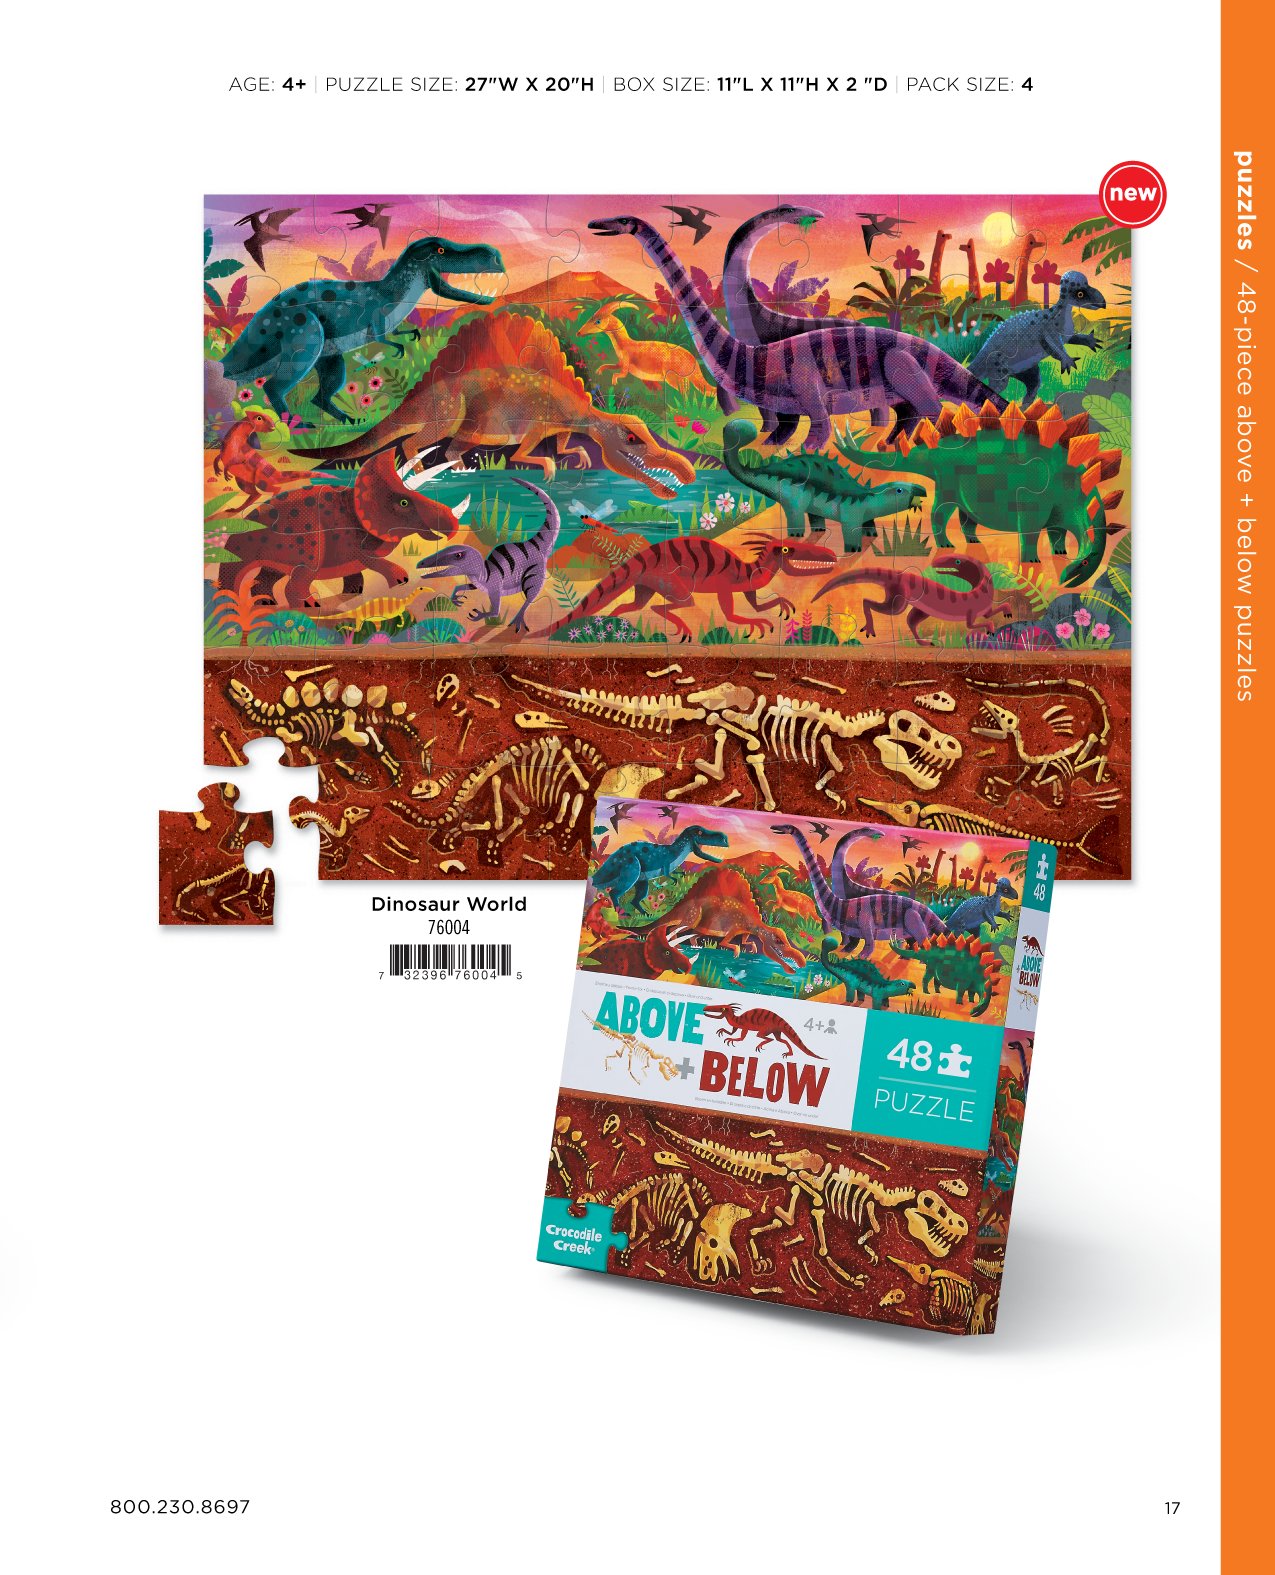 AGE: 4+ | PUZZLE SIZE: 27"W X 20"H | BOX SIZE: 11"L X 11"H X 2 "D | PACK SIZE: 4
new
puzzles / 48-piece above + below puzzles
Dinosaur World
76004
7 32396 76004 5
48
ABOVE
+ BELOW
ABOVE
+ BELOW
4+
48
PUZZLE
Crocodile
Creek®
800.230.8697
17